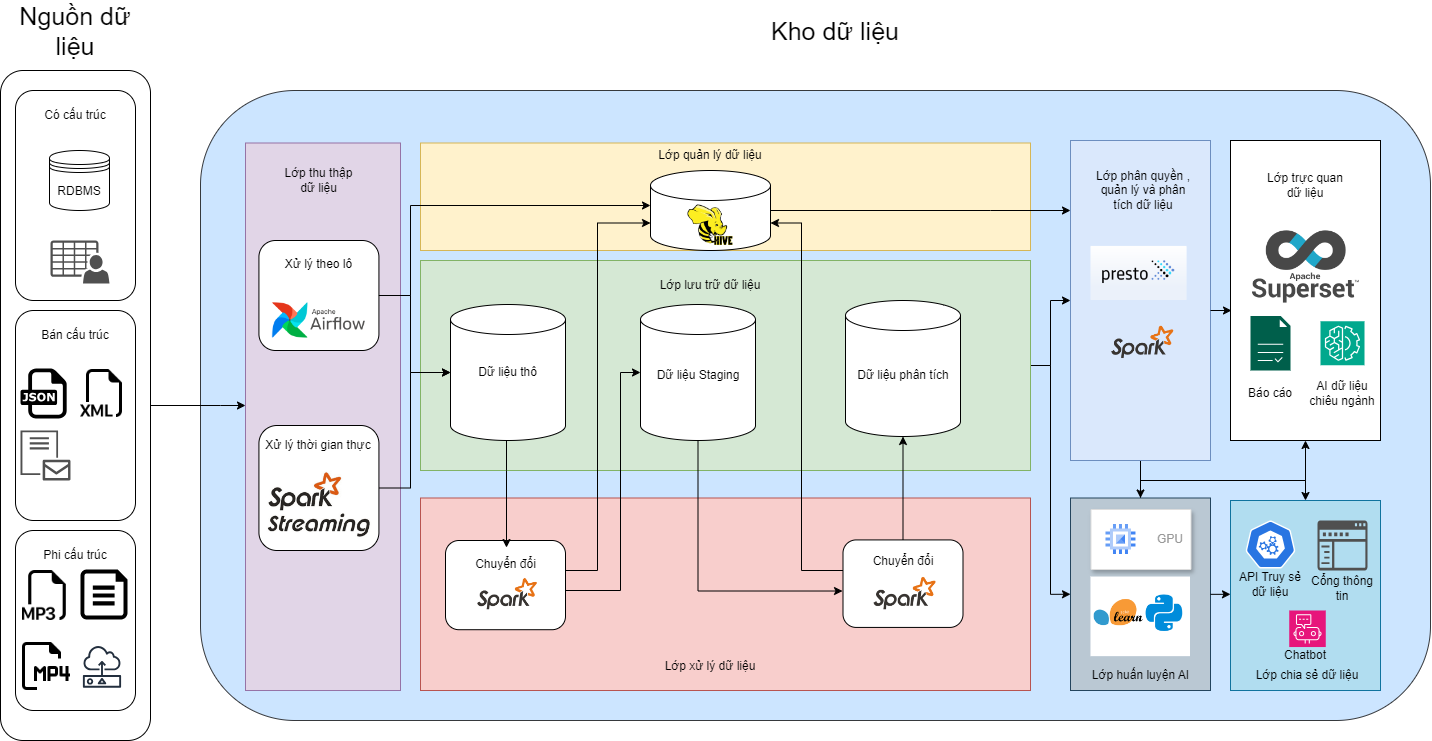 Nguồn dữ
liệu
Kho dữ liệu
Có cấu trúc
RDBMS
Bán cấu trúc
JSON
XML
Phi cấu trúc
MP3
MP4
Lớp thu thập
dữ liệu
Xử lý theo lô
Apache
Airflow
Xử lý thời gian thực
Spark
Streaming
Lớp quản lý dữ liệu
HIVE
Lớp lưu trữ dữ liệu
Dữ liệu thô
Dữ liệu Staging
Dữ liệu phân tích
Chuyển đổi
Spark
Chuyển đổi
Spark
Lớp xử lý dữ liệu
Lớp phân quyền ,
quản lý và phân
tích dữ liệu
presto
Spark
Lớp trực quan
dữ liệu
Apache
Superset™
Báo cáo
AI dữ liệu
chiêu ngành
GPU
learn
Lớp huấn luyện AI
API Truy sẻ
dữ liệu
Cổng thông
tin
Chatbot
Lớp chia sẻ dữ liệu